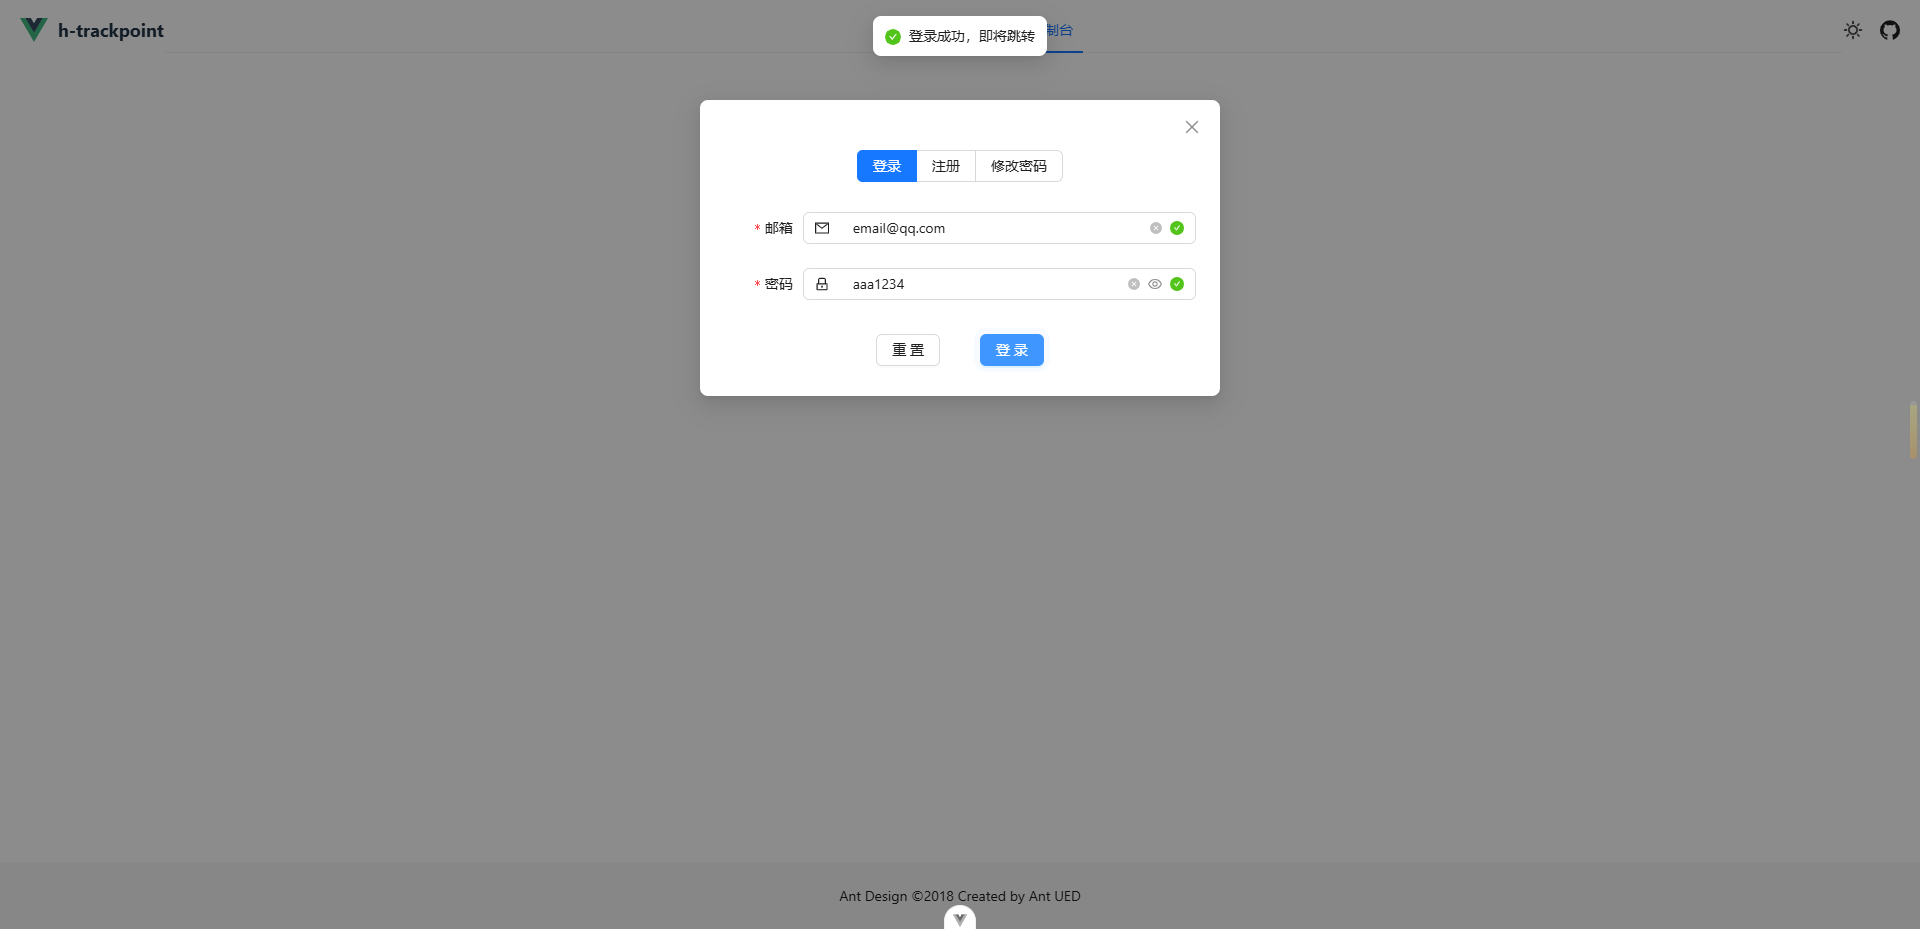 h-trackpoint
登录成功，即将跳转
制台
登录
注册
修改密码
* 邮箱
email@qq.com
* 密码
aaa1234
重 置
登 录
Ant Design ©2018 Created by Ant UED